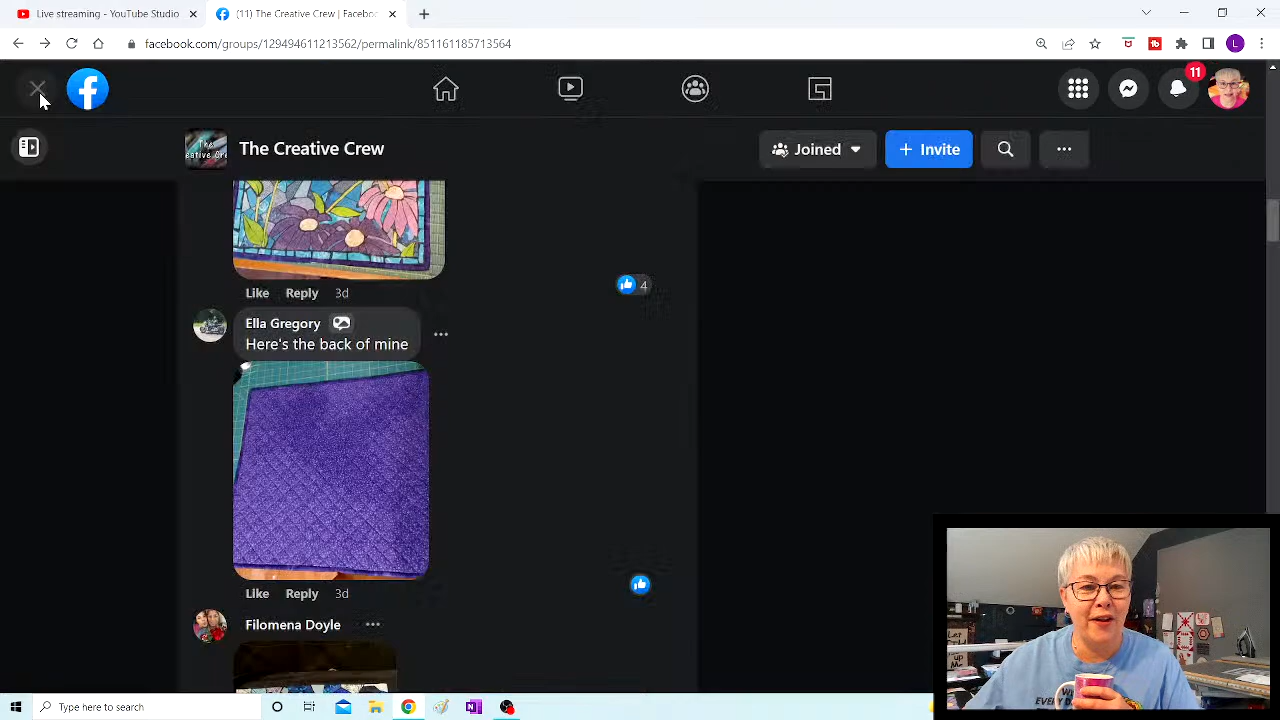 Live streaming - YouTube Studio
(11) The Creative Crew | Facebo
facebook.com/groups/129494611213562/permalink/851161185713564
L
11
The Creative Crew
Joined
+ Invite
Like Reply 3d
4
Ella Gregory
Here's the back of mine
Like Reply 3d
Filomena Doyle
Type here to search